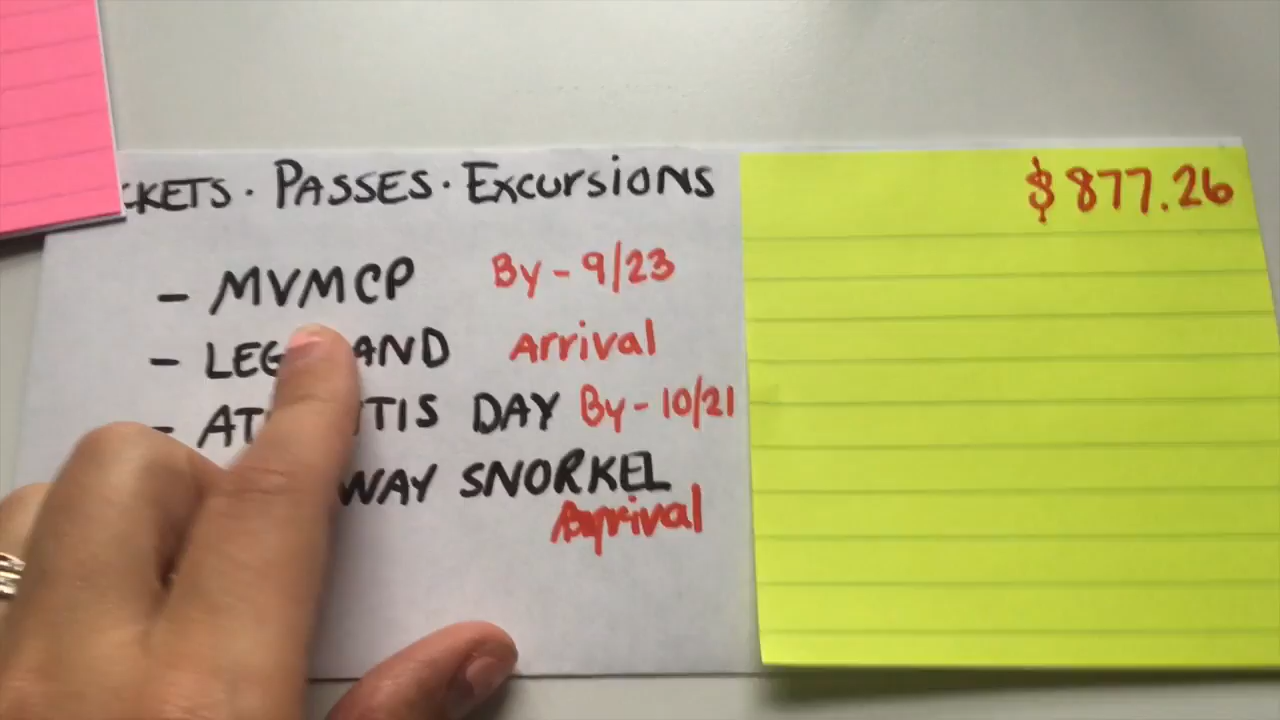 CKETS · PASSES · Excursions
$877.26
- MVMCP By - 9/23
- LEG AND Arrival
- AT TIS DAY By - 10/21
WAY SNORKEL
Arrival